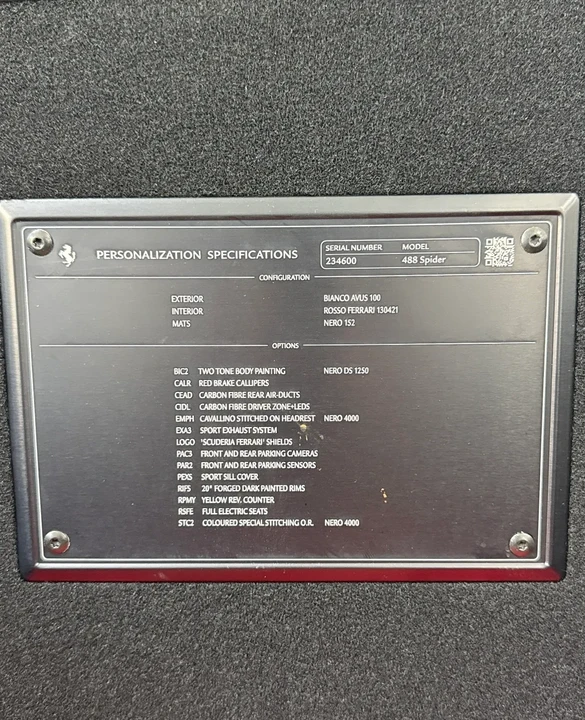 PERSONALIZATION SPECIFICATIONS
SERIAL NUMBER MODEL
234600 488 Spider
CONFIGURATION
EXTERIOR BIANCO AVUS 100
INTERIOR ROSSO FERRARI 130421
MATS NERO 152
OPTIONS
BIC2 TWO TONE BODY PAINTING NERO DS 1250
CALR RED BRAKE CALLIPERS
CEAD CARBON FIBRE REAR AIR-DUCTS
CIDL CARBON FIBRE DRIVER ZONE+LEDS
EMPH CAVALLINO STITCHED ON HEADREST NERO 4000
EXA3 SPORT EXHAUST SYSTEM
LOGO 'SCUDERIA FERRARI' SHIELDS
PAC3 FRONT AND REAR PARKING CAMERAS
PAR2 FRONT AND REAR PARKING SENSORS
PEXS SPORT SILL COVER
RIF5 20" FORGED DARK PAINTED RIMS
RPMY YELLOW REV. COUNTER
RSFE FULL ELECTRIC SEATS
STC2 COLOURED SPECIAL STITCHING O.R. NERO 4000